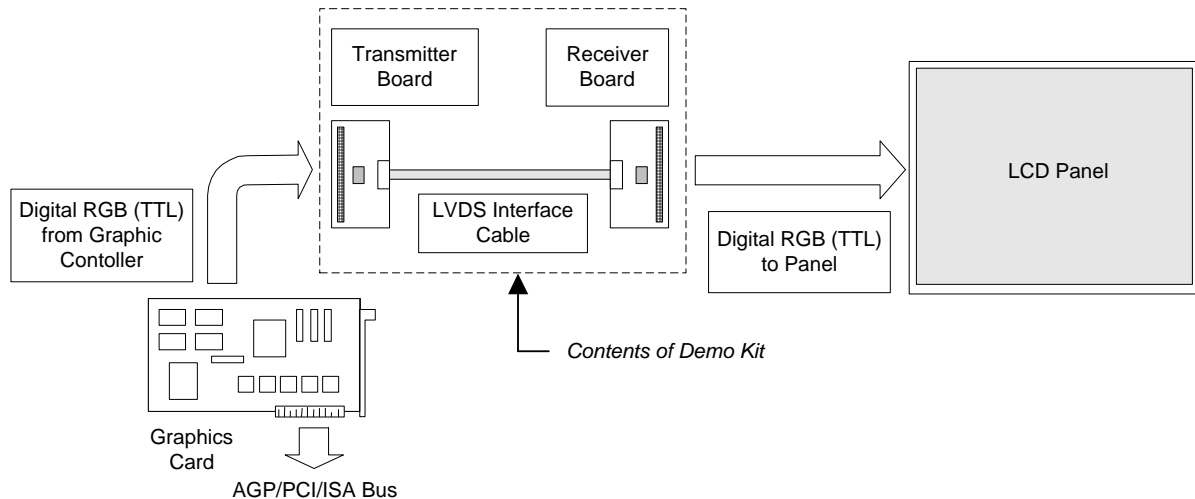 Transmitter
Board
Receiver
Board
LVDS Interface
Cable
Digital RGB (TTL)
from Graphic
Contoller
Digital RGB (TTL)
to Panel
LCD Panel
Contents of Demo Kit
Graphics
Card
AGP/PCI/ISA Bus